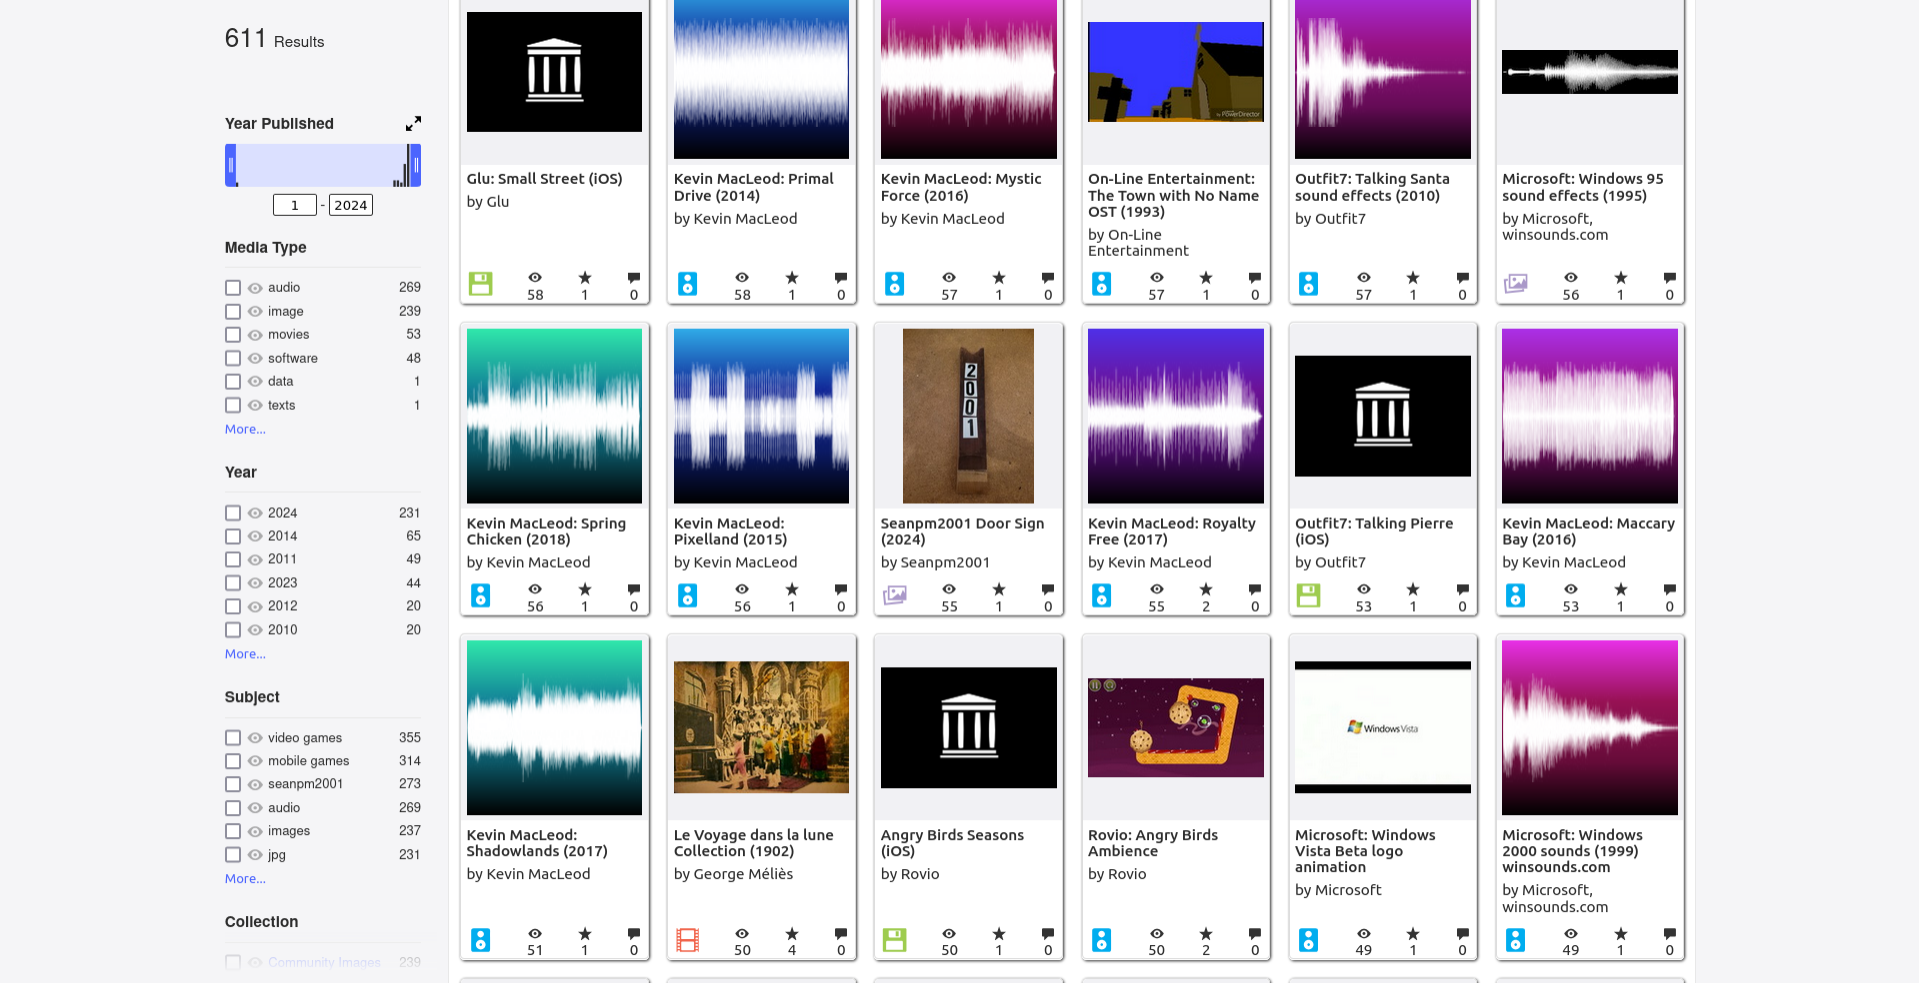 611 Results
Year Published
1 - 2024
Media Type
audio 269
image 239
movies 53
software 48
data 1
texts 1
More...
Year
2024 231
2014 65
2011 49
2023 44
2012 20
2010 20
More...
Subject
video games 355
mobile games 314
seanpm2001 273
audio 269
images 237
jpg 231
More...
Collection
Community Images 239
Glu: Small Street (iOS)
by Glu
58 1 0
Kevin MacLeod: Primal
Drive (2014)
by Kevin MacLeod
58 1 0
Kevin MacLeod: Mystic
Force (2016)
by Kevin MacLeod
57 1 0
by PowerDirector
On-Line Entertainment:
The Town with No Name
OST (1993)
by On-Line
Entertainment
57 1 0
Outfit7: Talking Santa
sound effects (2010)
by Outfit7
57 1 0
Microsoft: Windows 95
sound effects (1995)
by Microsoft,
winsounds.com
56 1 0
Kevin MacLeod: Spring
Chicken (2018)
by Kevin MacLeod
56 1 0
Kevin MacLeod:
Pixelland (2015)
by Kevin MacLeod
56 1 0
2001
Seanpm2001 Door Sign
(2024)
by Seanpm2001
55 1 0
Kevin MacLeod: Royalty
Free (2017)
by Kevin MacLeod
55 2 0
Outfit7: Talking Pierre
(iOS)
by Outfit7
53 1 0
Kevin MacLeod: Maccary
Bay (2016)
by Kevin MacLeod
53 1 0
Kevin MacLeod:
Shadowlands (2017)
by Kevin MacLeod
51 1 0
Le Voyage dans la lune
Collection (1902)
by George Méliès
50 4 0
Angry Birds Seasons
(iOS)
by Rovio
50 1 0
Rovio: Angry Birds
Ambience
by Rovio
50 2 0
Windows Vista
Microsoft: Windows
Vista Beta logo
animation
by Microsoft
49 1 0
Microsoft: Windows
2000 sounds (1999)
winsounds.com
by Microsoft,
winsounds.com
49 1 0